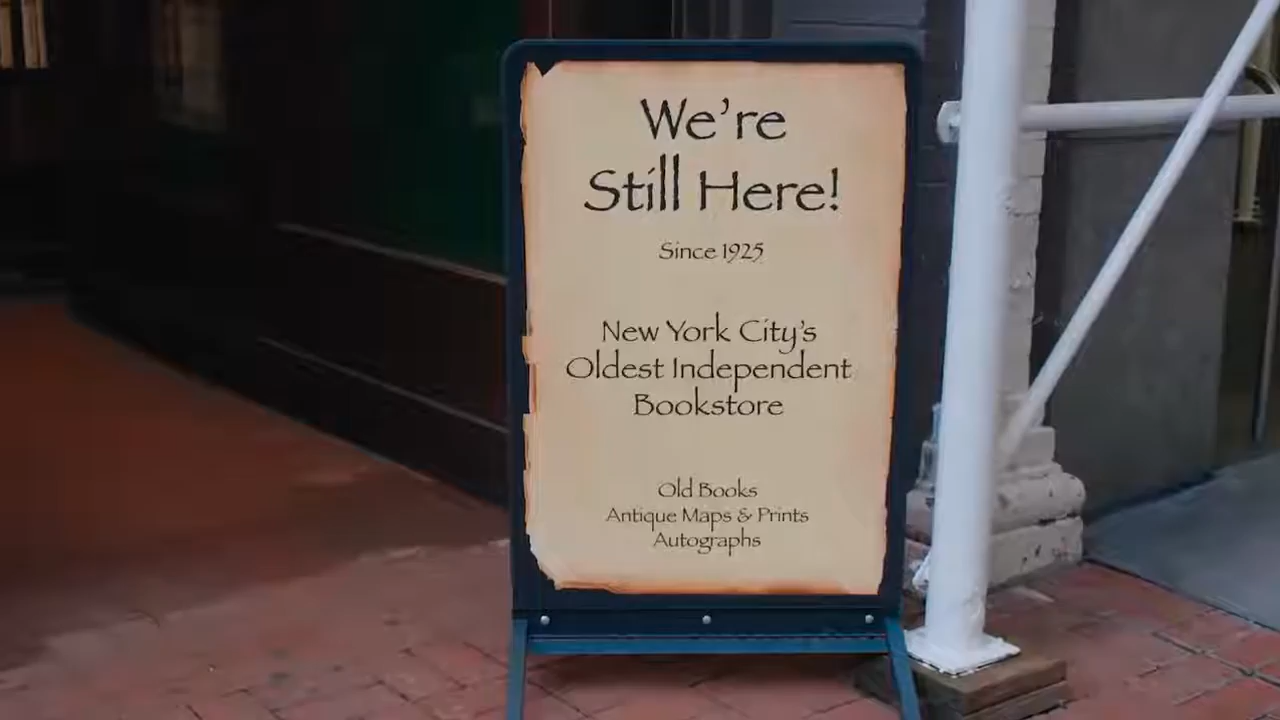 We're
Still Here!
Since 1925
New York City's
Oldest Independent
Bookstore
Old Books
Antique Maps & Prints
Autographs